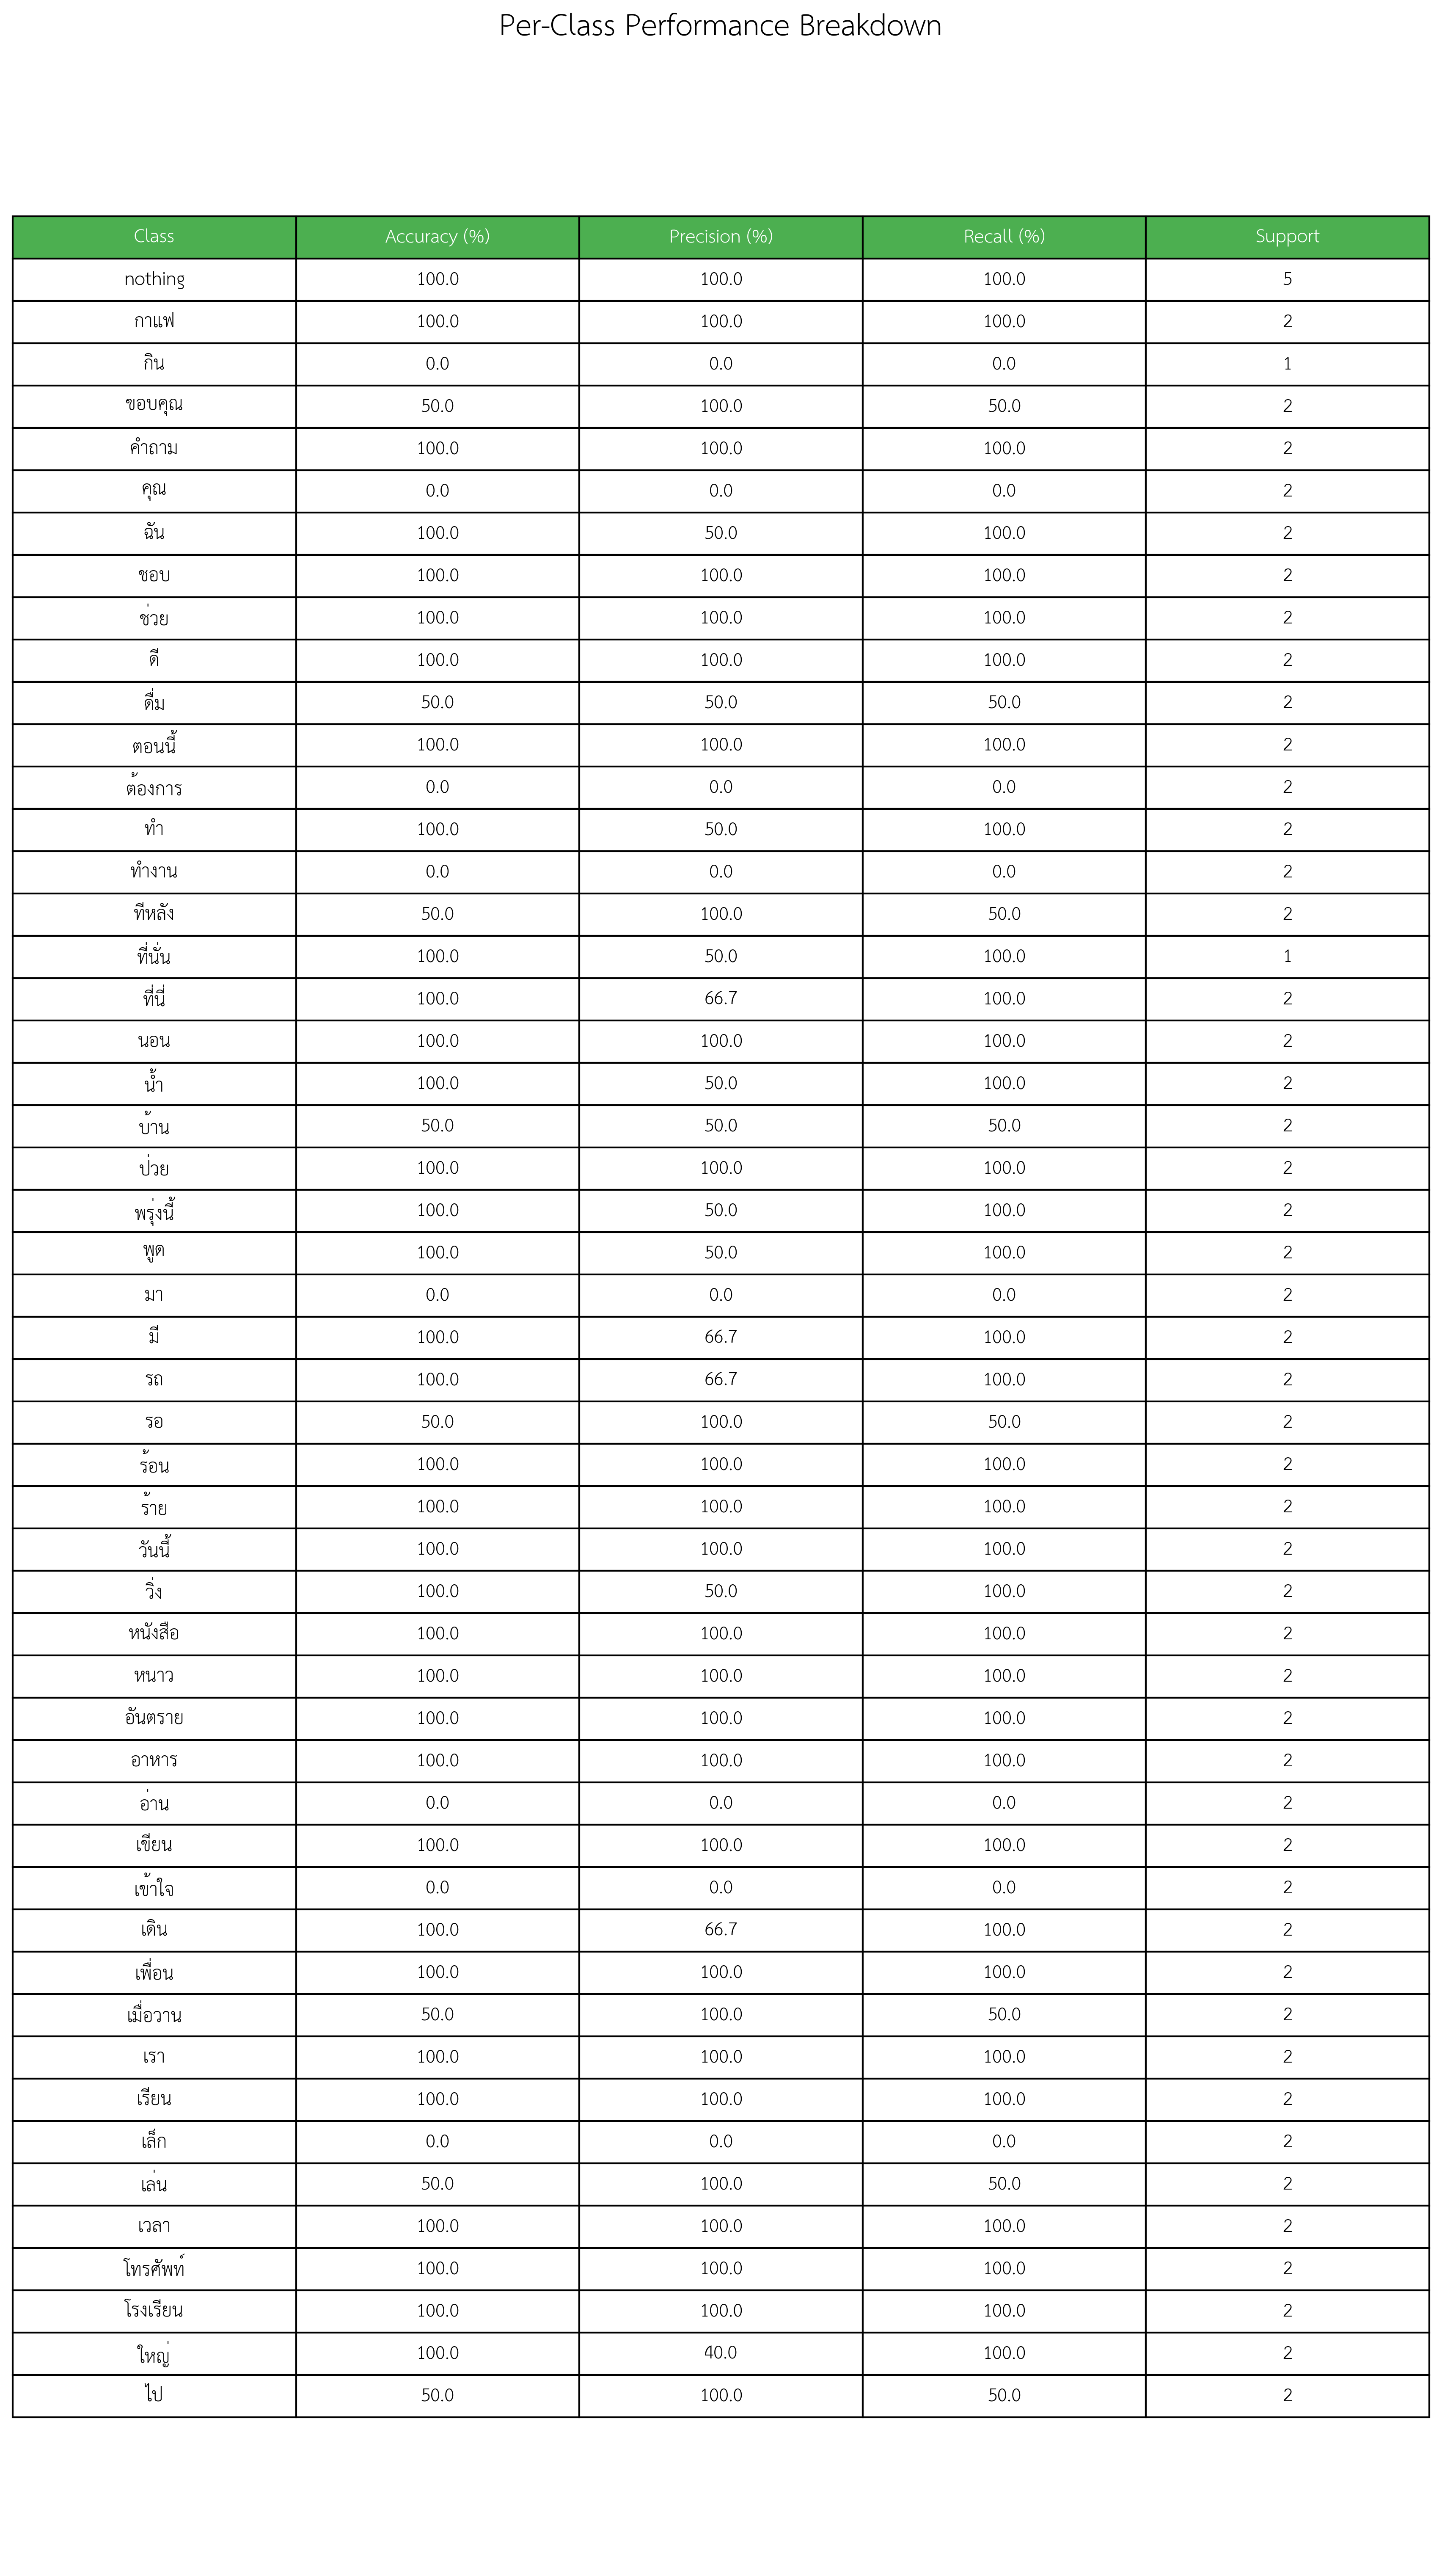 Per-Class Performance Breakdown
Class Accuracy (%) Precision (%) Recall (%) Support
nothing 100.0 100.0 100.0 5
กาแฟ 100.0 100.0 100.0 2
กิน 0.0 0.0 0.0 1
ขอบคุณ 50.0 100.0 50.0 2
คำถาม 100.0 100.0 100.0 2
คุณ 0.0 0.0 0.0 2
ฉัน 100.0 50.0 100.0 2
ชอบ 100.0 100.0 100.0 2
ช่วย 100.0 100.0 100.0 2
ดี 100.0 100.0 100.0 2
ดื่ม 50.0 50.0 50.0 2
ตอนนี้ 100.0 100.0 100.0 2
ต้องการ 0.0 0.0 0.0 2
ทำ 100.0 50.0 100.0 2
ทำงาน 0.0 0.0 0.0 2
ทีหลัง 50.0 100.0 50.0 2
ที่นั่น 100.0 50.0 100.0 1
ที่นี่ 100.0 66.7 100.0 2
นอน 100.0 100.0 100.0 2
น้ำ 100.0 50.0 100.0 2
บ้าน 50.0 50.0 50.0 2
ป่วย 100.0 100.0 100.0 2
พรุ่งนี้ 100.0 50.0 100.0 2
พูด 100.0 50.0 100.0 2
มา 0.0 0.0 0.0 2
มี 100.0 66.7 100.0 2
รถ 100.0 66.7 100.0 2
รอ 50.0 100.0 50.0 2
ร้อน 100.0 100.0 100.0 2
ร้าย 100.0 100.0 100.0 2
วันนี้ 100.0 100.0 100.0 2
วิ่ง 100.0 50.0 100.0 2
หนังสือ 100.0 100.0 100.0 2
หนาว 100.0 100.0 100.0 2
อันตราย 100.0 100.0 100.0 2
อาหาร 100.0 100.0 100.0 2
อ่าน 0.0 0.0 0.0 2
เขียน 100.0 100.0 100.0 2
เข้าใจ 0.0 0.0 0.0 2
เดิน 100.0 66.7 100.0 2
เพื่อน 100.0 100.0 100.0 2
เมื่อวาน 50.0 100.0 50.0 2
เรา 100.0 100.0 100.0 2
เรียน 100.0 100.0 100.0 2
เล็ก 0.0 0.0 0.0 2
เล่น 50.0 100.0 50.0 2
เวลา 100.0 100.0 100.0 2
โทรศัพท์ 100.0 100.0 100.0 2
โรงเรียน 100.0 100.0 100.0 2
ใหญ่ 100.0 40.0 100.0 2
ไป 50.0 100.0 50.0 2